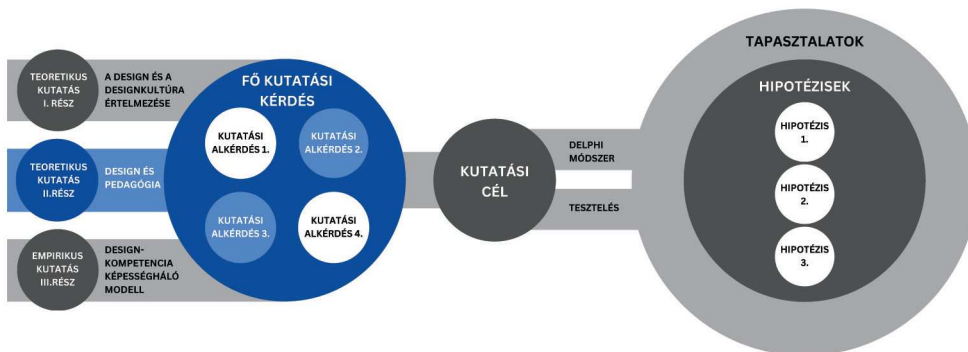 TEORETIKUS
KUTATÁS
I. RÉSZ
A DESIGN ÉS A
DESIGNKULTÚRA
ÉRTELMEZÉSE
TEORETIKUS
KUTATÁS
II.RÉSZ
DESIGN ÉS
PEDAGÓGIA
EMPIRIKUS
KUTATÁS
III.RÉSZ
DESIGN-
KOMPETENCIA
KÉPESSÉGHÁLÓ
MODELL
FŐ KUTATÁSI
KÉRDÉS
KUTATÁSI
ALKÉRDÉS 1.
KUTATÁSI
ALKÉRDÉS 2.
KUTATÁSI
ALKÉRDÉS 3.
KUTATÁSI
ALKÉRDÉS 4.
KUTATÁSI
CÉL
DELPHI
MÓDSZER
TESZTELÉS
TAPASZTALATOK
HIPOTÉZISEK
HIPOTÉZIS
1.
HIPOTÉZIS
2.
HIPOTÉZIS
3.